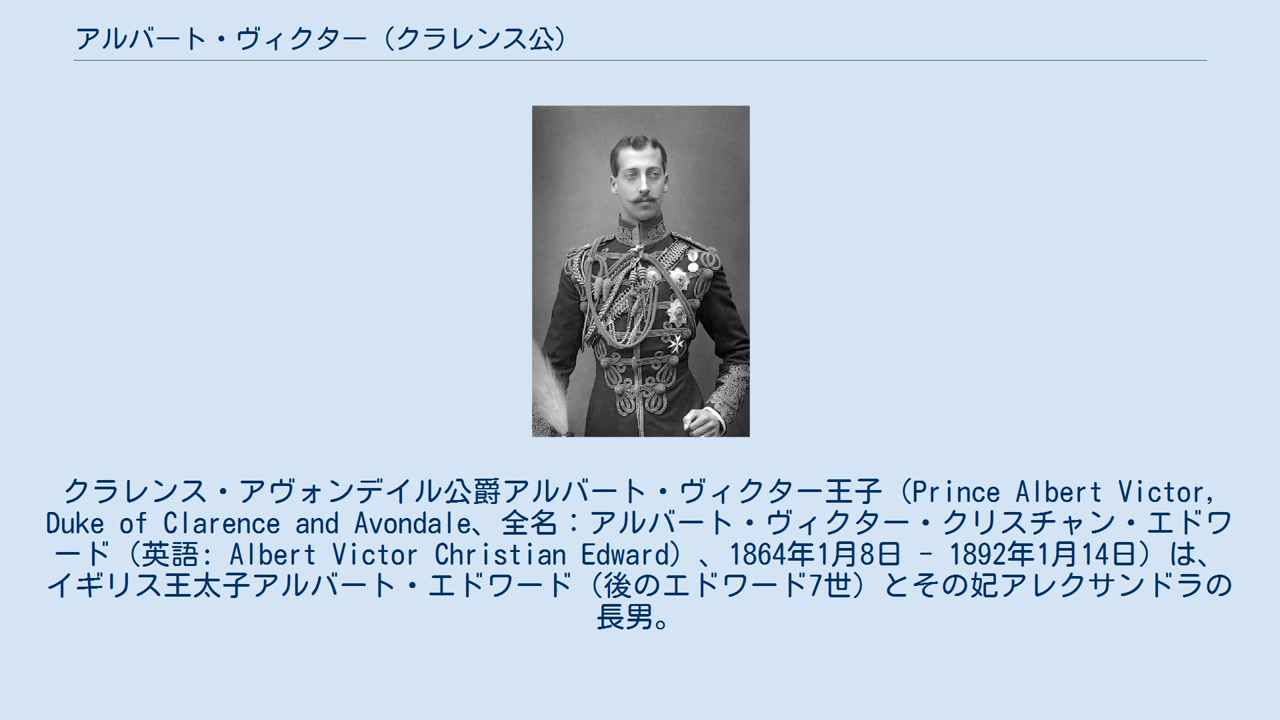 アルバート・ヴィクター（クラレンス公）
クラレンス・アヴォンデイル公爵アルバート・ヴィクター王子（Prince Albert Victor,
Duke of Clarence and Avondale、全名：アルバート・ヴィクター・クリスチャン・エドワ
ード（英語: Albert Victor Christian Edward）、1864年1月8日 - 1892年1月14日）は、
イギリス王太子アルバート・エドワード（後のエドワード7世）とその妃アレクサンドラの
長男。